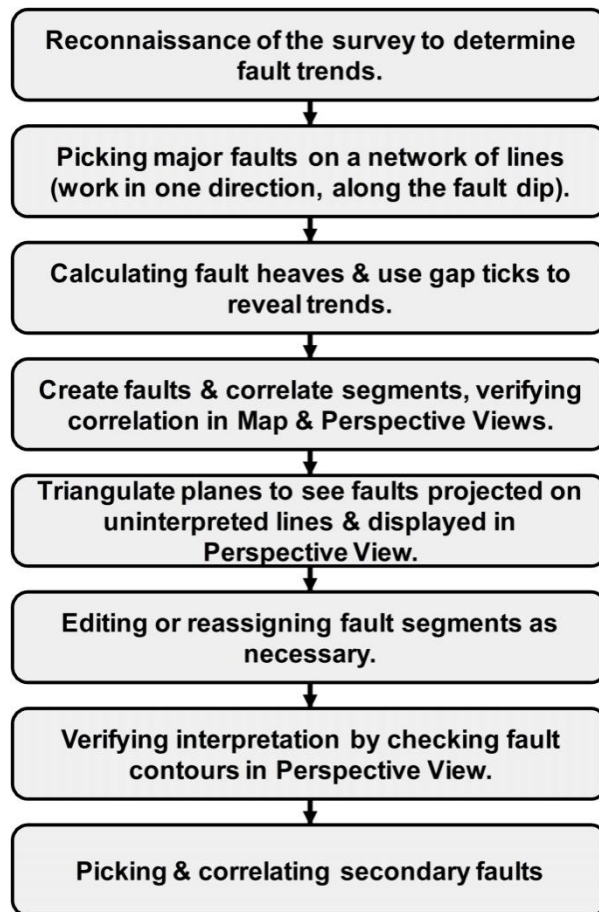 Reconnaissance of the survey to determine
fault trends.
Picking major faults on a network of lines
(work in one direction, along the fault dip).
Calculating fault heaves & use gap ticks to
reveal trends.
Create faults & correlate segments, verifying
correlation in Map & Perspective Views.
Triangulate planes to see faults projected on
uninterpreted lines & displayed in
Perspective View.
Editing or reassigning fault segments as
necessary.
Verifying interpretation by checking fault
contours in Perspective View.
Picking & correlating secondary faults